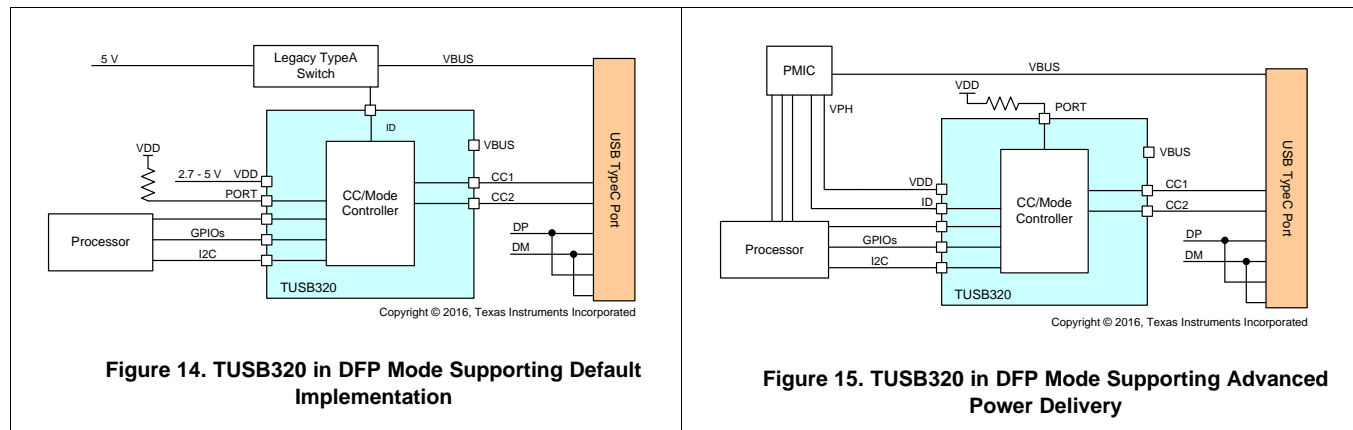 5 V
Legacy TypeA
Switch
VBUS
ID
VBUS
VDD
2.7 - 5 V VDD
PORT
CC/Mode
Controller
CC1
CC2
Processor
GPIOs
I2C
DP
DM
TUSB320
USB TypeC Port
Copyright © 2016, Texas Instruments Incorporated
Figure 14. TUSB320 in DFP Mode Supporting Default
Implementation
PMIC
VBUS
VPH
VDD
PORT
VBUS
VDD
ID
CC/Mode
Controller
CC1
CC2
Processor
GPIOs
I2C
DP
DM
TUSB320
USB TypeC Port
Copyright © 2016, Texas Instruments Incorporated
Figure 15. TUSB320 in DFP Mode Supporting Advanced
Power Delivery